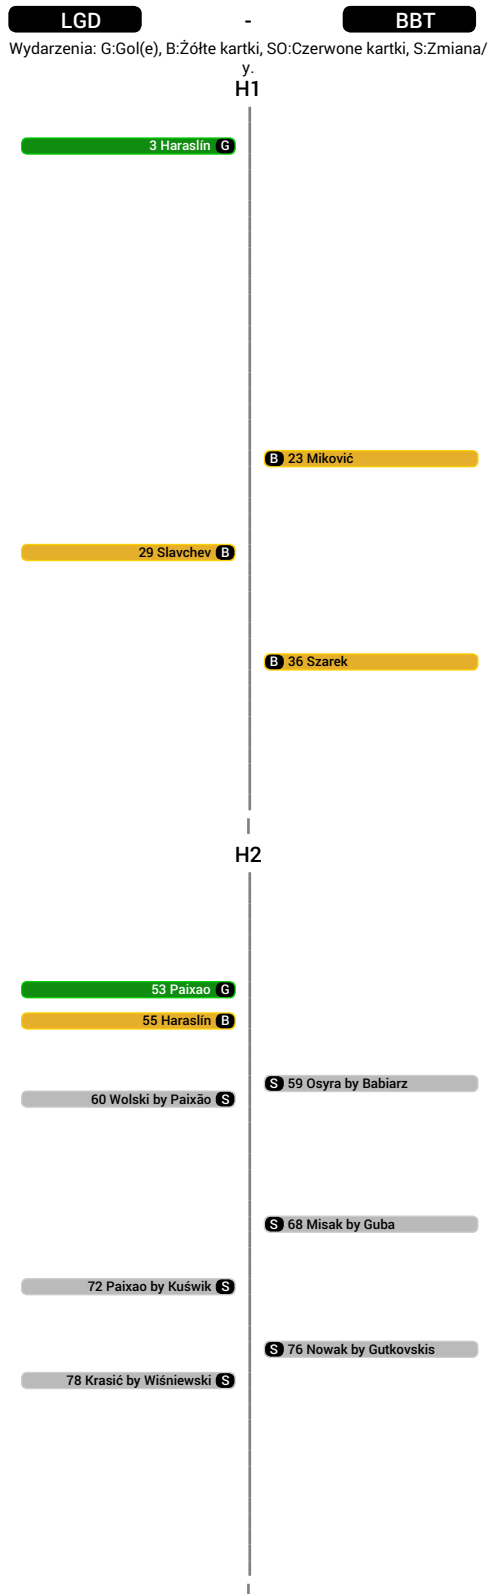 LGD - BBT
Wydarzenia: G:Gol(e), B:Żółte kartki, SO:Czerwone kartki, S:Zmiana/
y.
H1
3 Haraslín G
B 23 Miković
29 Slavchev B
B 36 Szarek
H2
53 Paixao G
55 Haraslín B
S 59 Osyra by Babiarz
60 Wolski by Paixão S
S 68 Misak by Guba
72 Paixao by Kuświk S
S 76 Nowak by Gutkovskis
78 Krasić by Wiśniewski S